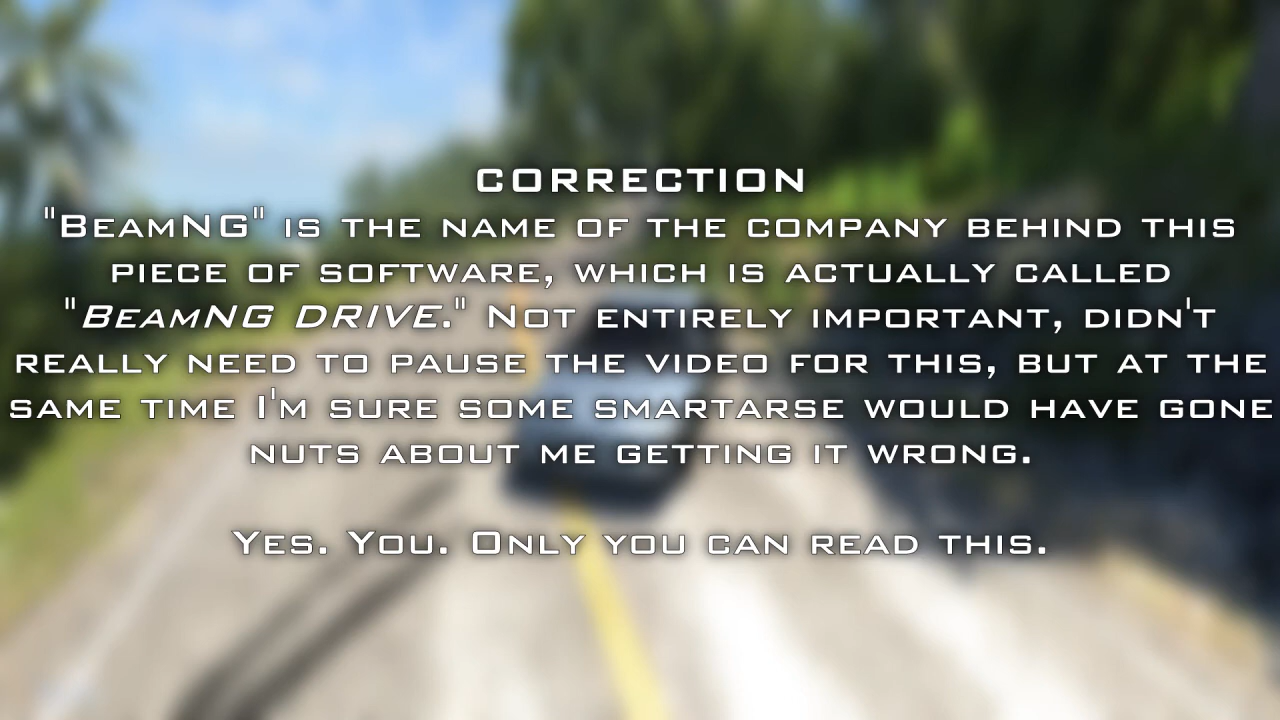 CORRECTION
"BeamNG" is the name of the company behind this
piece of software, which is actually called
"BeamNG DRIVE." Not entirely important, didn't
really need to pause the video for this, but at the
same time I'm sure some smartarse would have gone
nuts about me getting it wrong.
Yes. You. Only you can read this.